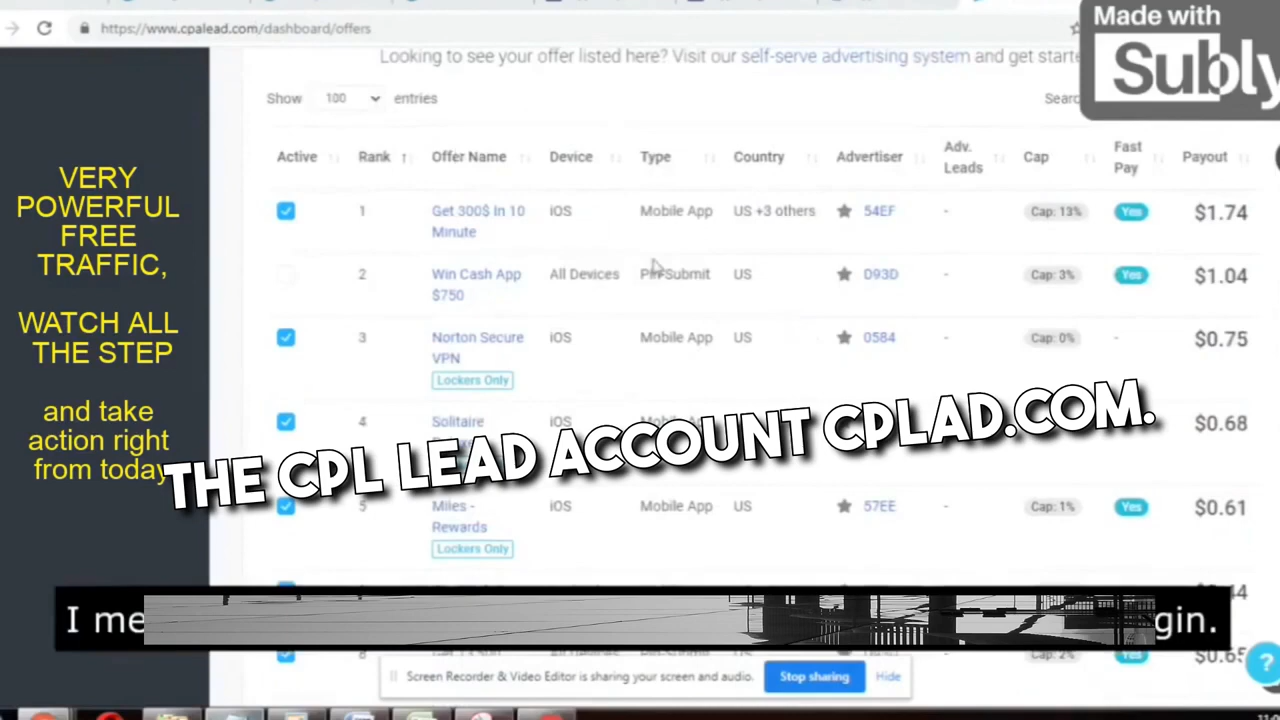 https://www.cpalead.com/dashboard/offers
Made with
Subly
Looking to see your offer listed here? Visit our self-serve advertising system and get
Show 100 entries
Active Rank Offer Name Device Type Country Advertiser Adv. Leads Cap Fast Pay Payout
1 Get 300$ In 10 Minute iOS Mobile App US +3 others 54EF - Cap: 13% Yes $1.74
2 Win Cash App $750 All Devices Submit US D93D - Cap: 3% Yes $1.04
3 Norton Secure VPN iOS Mobile App US 0584 - Cap: 0% - $0.75
Lockers Only
4 Solitaire $0.68
5 Miles - Rewards iOS Mobile App US 57EE - Cap: 1% Yes $0.61
Lockers Only
VERY
POWERFUL
FREE
TRAFFIC,
WATCH ALL
THE STEP
and take
action right
from today
THE CPL LEAD ACCOUNT CPLAD.COM.
I
Cap: 2%
Screen Recorder & Video Editor is sharing your screen and audio. Stop sharing Hide
?